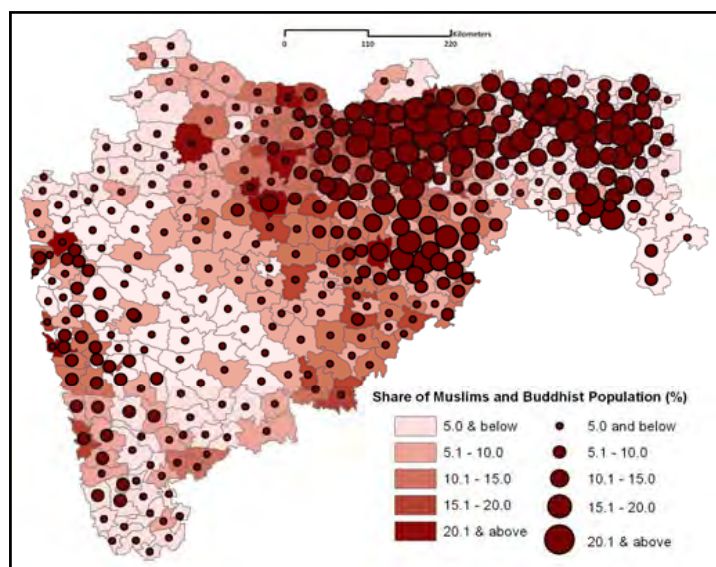 Kilometers
0 110 220
Share of Muslims and Buddhist Population (%)
5.0 & below 5.0 and below
5.1 - 10.0 5.1 - 10.0
10.1 - 15.0 10.1 - 15.0
15.1 - 20.0 15.1 - 20.0
20.1 & above 20.1 & above